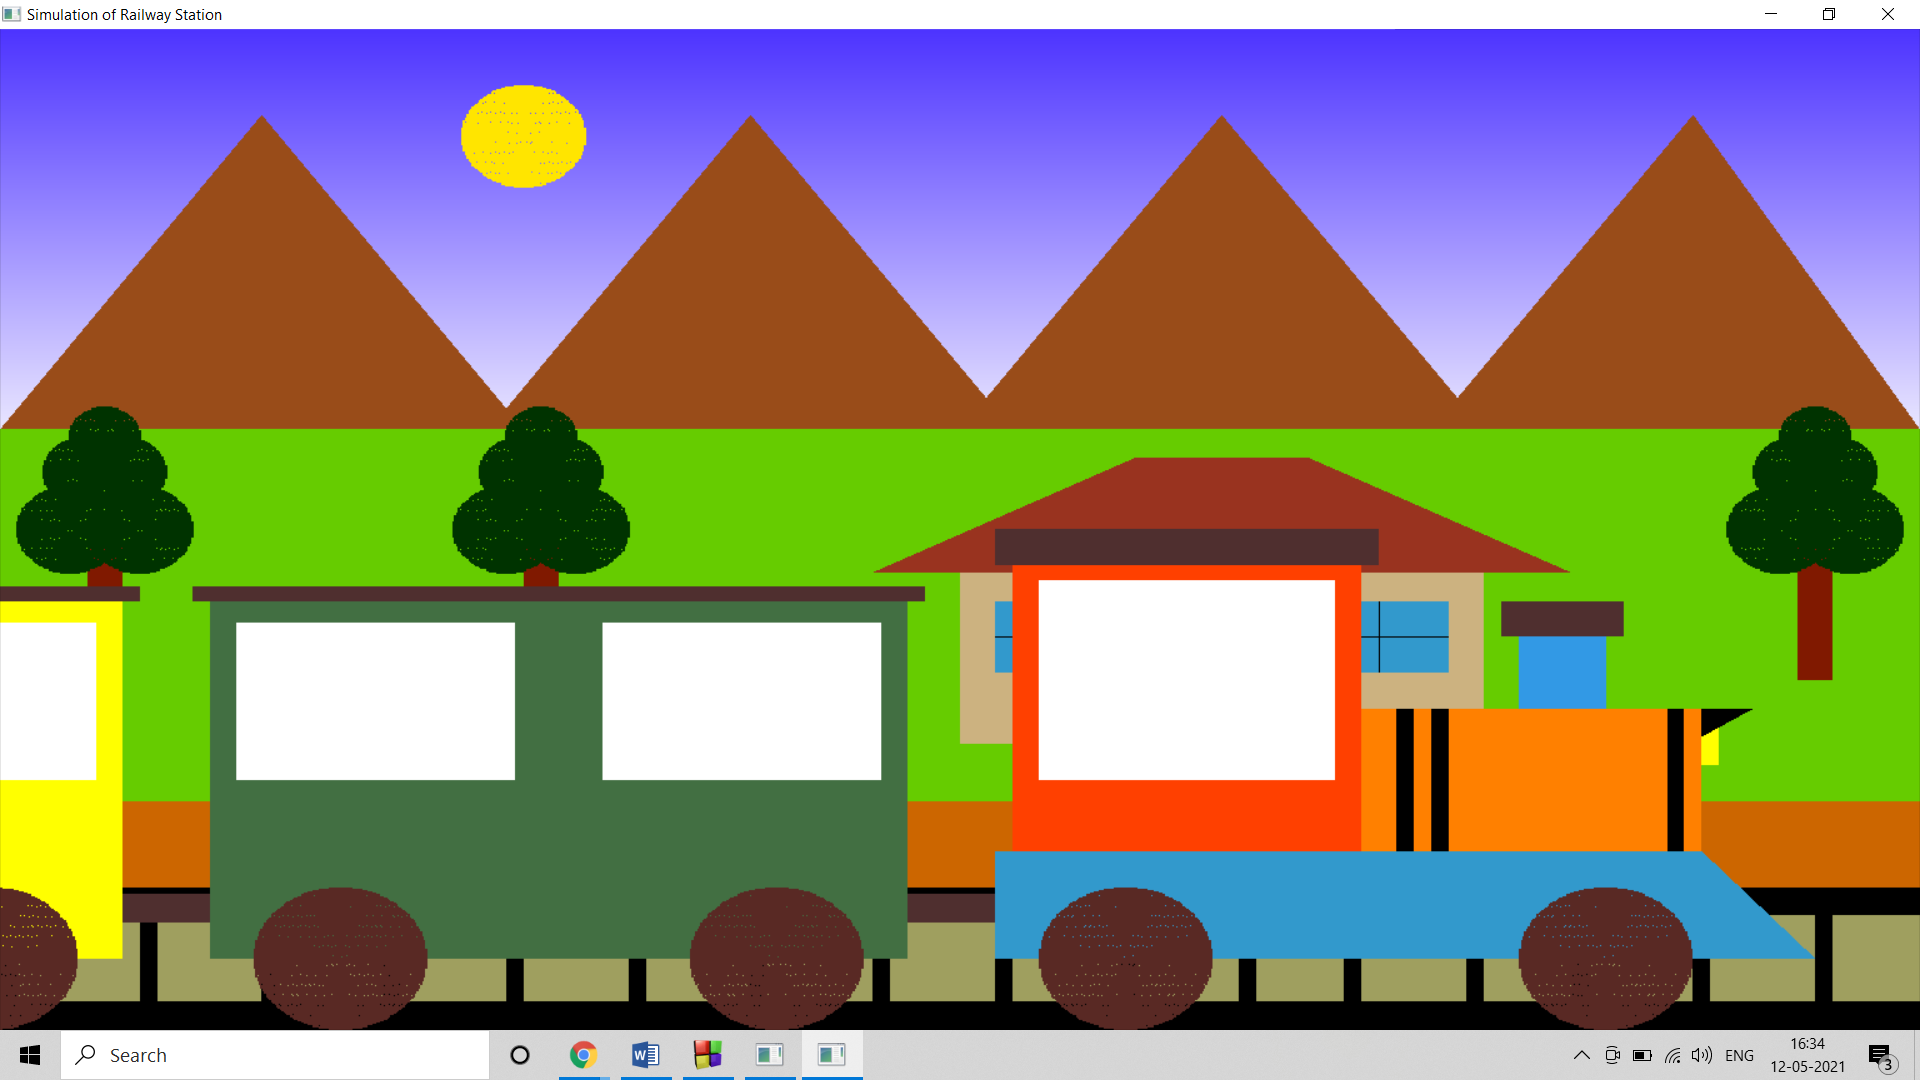 Simulation of Railway Station
Search
W
ENG
16:34
12-05-2021
3